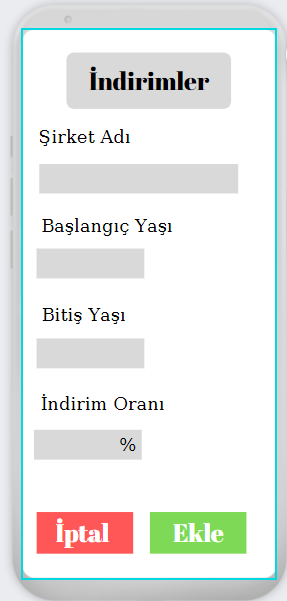 İndirimler
Şirket Adı
Başlangıç Yaşı
Bitiş Yaşı
İndirim Oranı
%
İptal
Ekle